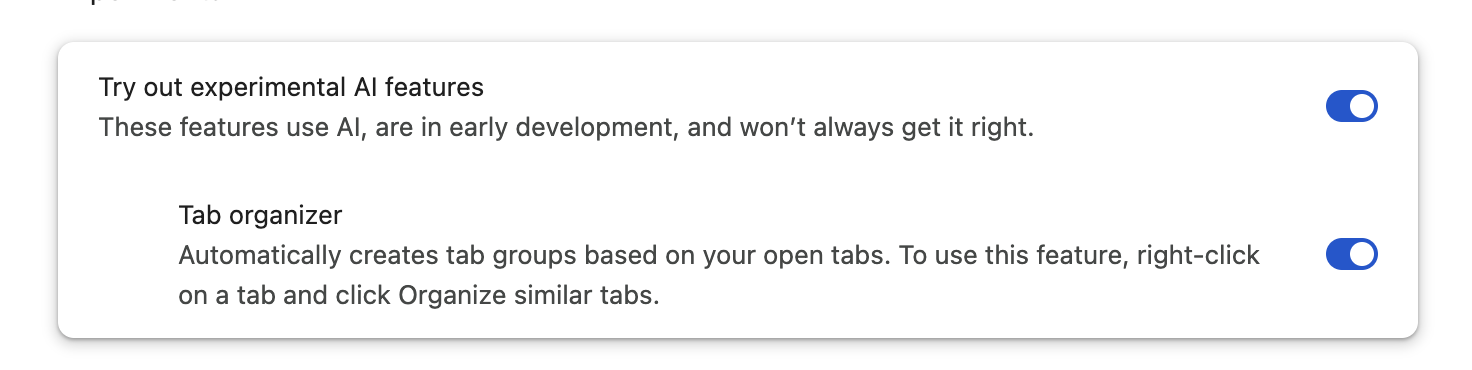 Try out experimental AI features
These features use AI, are in early development, and won’t always get it right.
Tab organizer
Automatically creates tab groups based on your open tabs. To use this feature, right-click
on a tab and click Organize similar tabs.